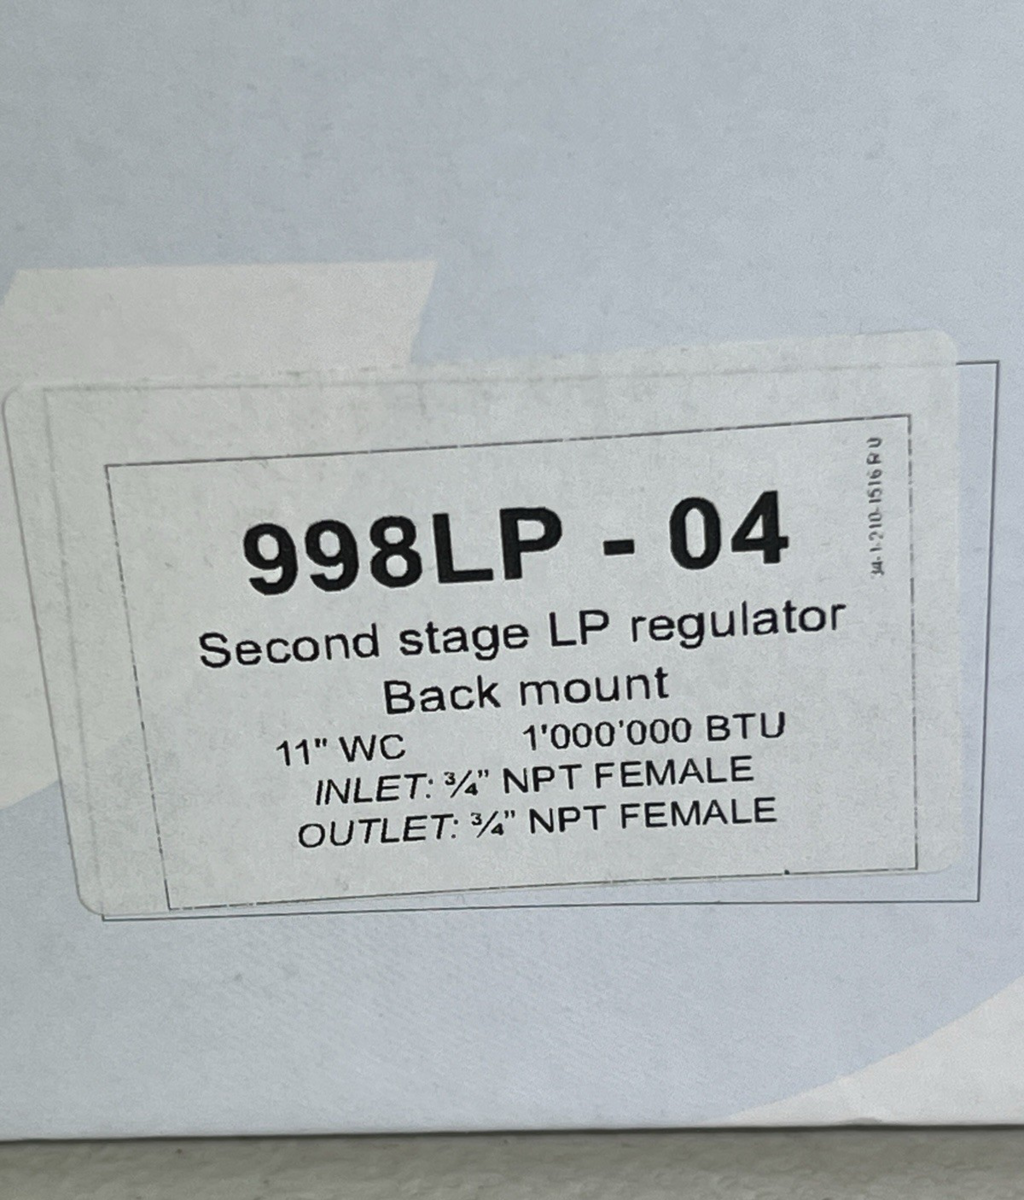 998LP - 04
Second stage LP regulator
Back mount
11" WC 1'000'000 BTU
INLET: ¾" NPT FEMALE
OUTLET: ¾" NPT FEMALE
34-1-210-1516 R U